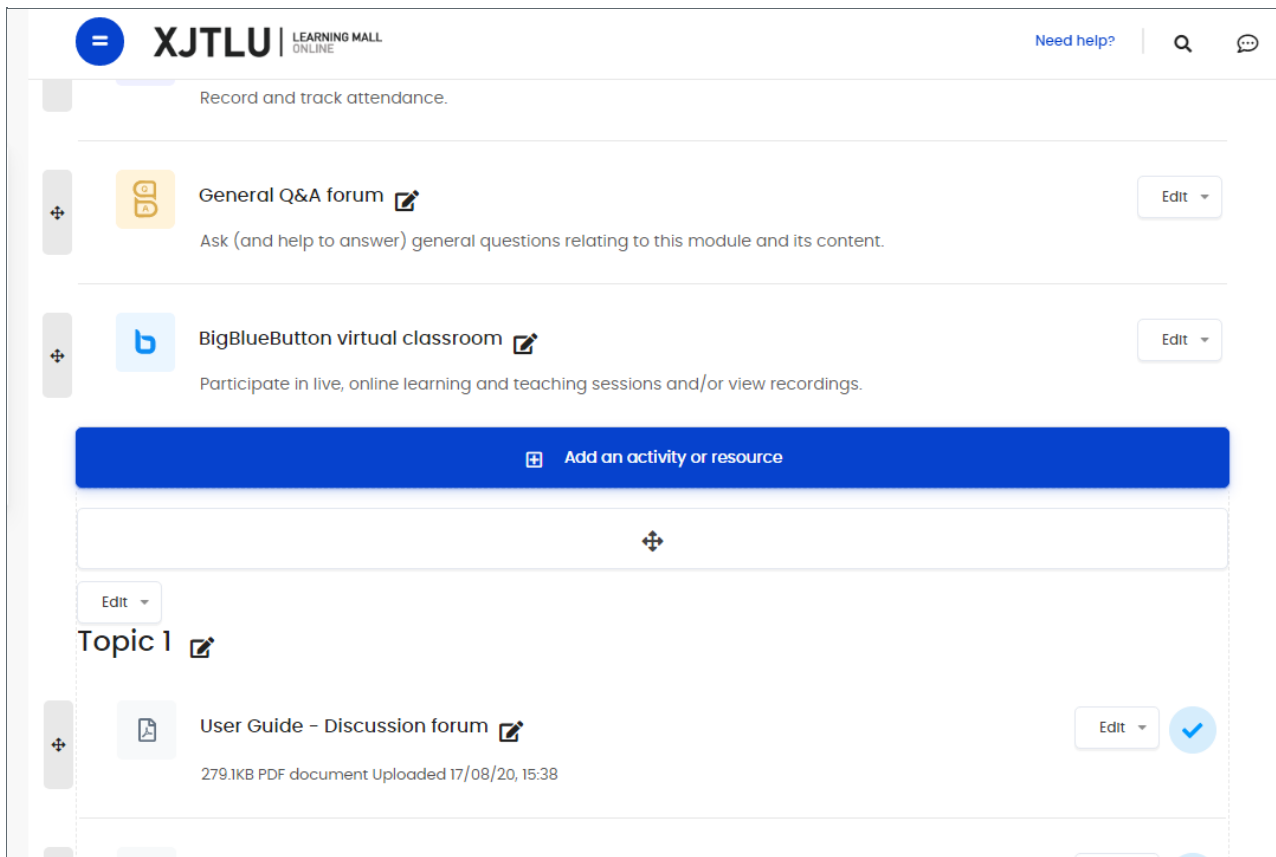 XJTLU LEARNING MALL
ONLINE
Need help?
Record and track attendance.
General Q&A forum
Edit
Ask (and help to answer) general questions relating to this module and its content.
BigBlueButton virtual classroom
Edit
Participate in live, online learning and teaching sessions and/or view recordings.
Add an activity or resource
Edit
Topic 1
User Guide - Discussion forum
Edit
279.1KB PDF document Uploaded 17/08/20, 15:38